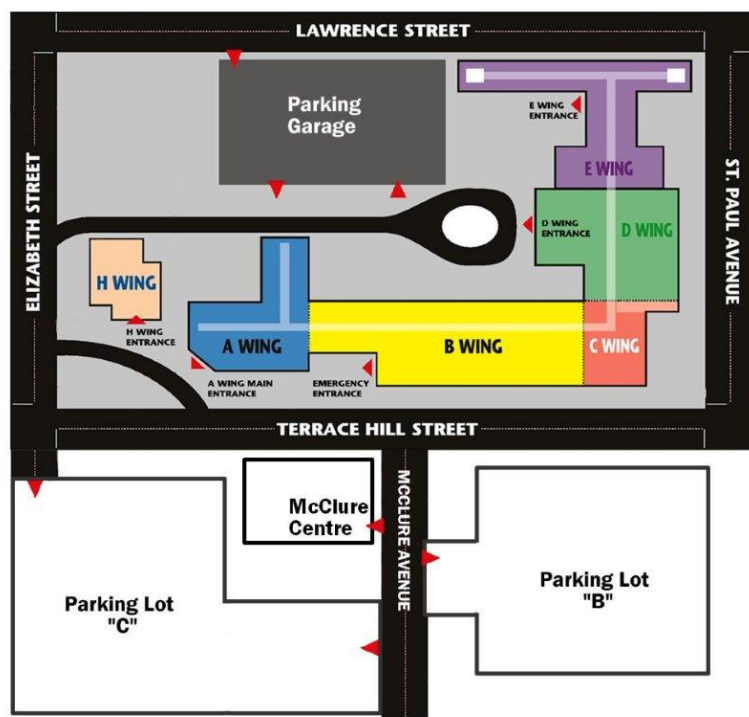 LAWRENCE STREET
Parking
Garage
E WING
ENTRANCE
E WING
ELIZABETH STREET
ST. PAUL AVENUE
D WING
ENTRANCE
D WING
H WING
H WING
ENTRANCE
A WING
B WING
C WING
A WING MAIN
ENTRANCE
EMERGENCY
ENTRANCE
TERRACE HILL STREET
McClure
Centre
MCCLURE AVENUE
Parking Lot
"C"
Parking Lot
"B"